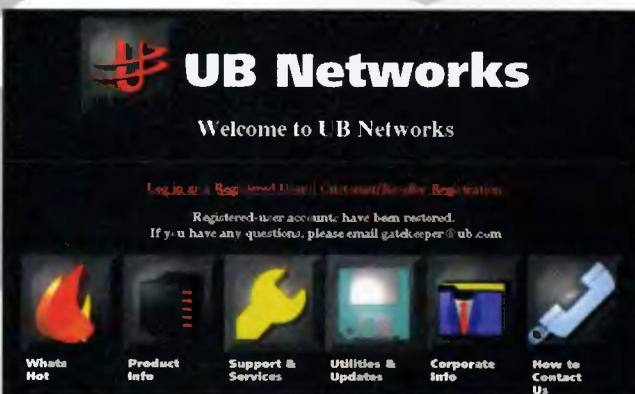 UB Networks
Welcome to UB Networks
Log in as a Registered User | Customer/Reseller Registration
Registered-user accounts have been restored.
If you have any questions, please email gatekeeper@ub.com
Whats Hot
Product Info
Support & Services
Utilities & Updates
Corporate Info
How to Contact Us